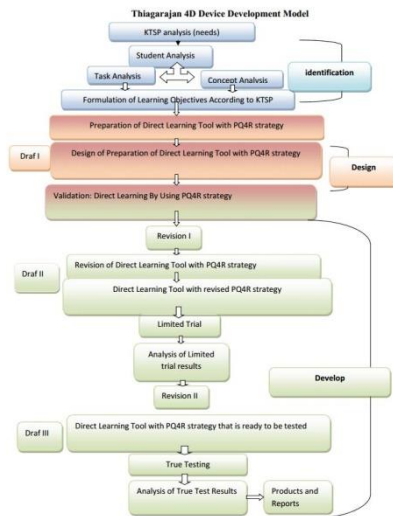 Thiagarajan 4D Device Development Model
KTSP analysis (needs)
Student Analysis
Task Analysis
Concept Analysis
identification
Formulation of Learning Objectives According to KTSP
Preparation of Direct Learning Tool with PQ4R strategy
Draf I
Design of Preparation of Direct Learning Tool with PQ4R strategy
Design
Validation: Direct Learning By Using PQ4R strategy
Revision I
Draf II
Revision of Direct Learning Tool with PQ4R strategy
Direct Learning Tool with revised PQ4R strategy
Limited Trial
Analysis of Limited
trial results
Develop
Revision II
Draf III
Direct Learning Tool with PQ4R strategy that is ready to be tested
True Testing
Analysis of True Test Results
Products and
Reports